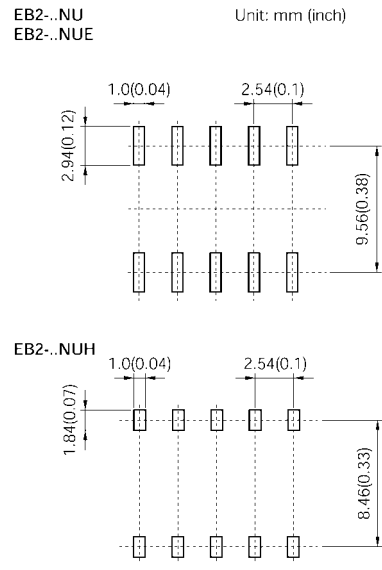 EB2-..NU Unit: mm (inch)
EB2-..NUE
1.0(0.04) 2.54(0.1)
2.94(0.12)
9.56(0.38)
EB2-..NUH
1.0(0.04) 2.54(0.1)
1.84(0.07)
8.46(0.33)